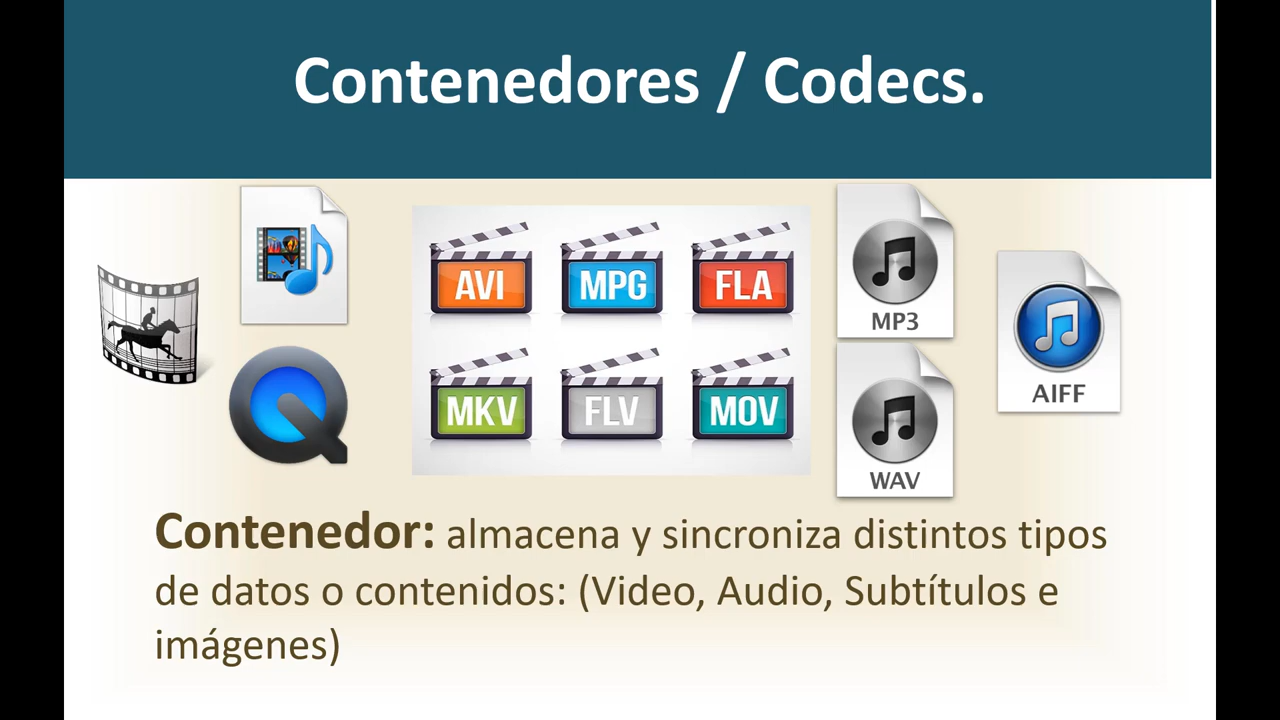 Contenedores / Codecs.
AVI
MPG
FLA
MKV
FLV
MOV
MP3
WAV
AIFF
Contenedor: almacena y sincroniza distintos tipos
de datos o contenidos: (Video, Audio, Subtítulos e
imágenes)